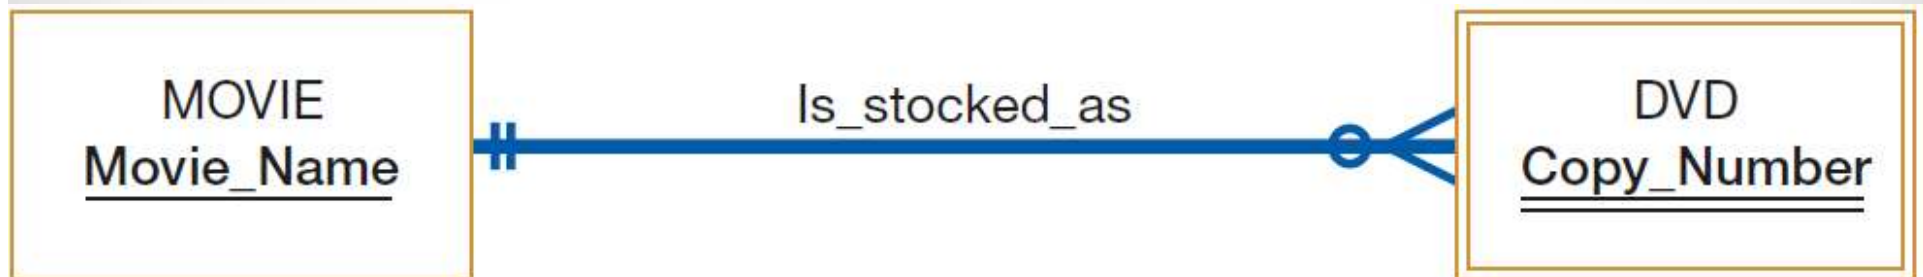 MOVIE
Movie_Name
Is_stocked_as
DVD
Copy_Number